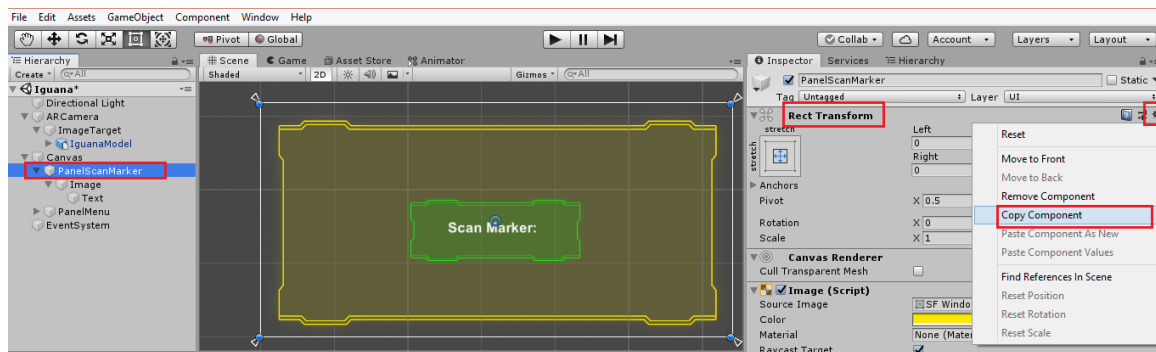 File Edit Assets GameObject Component Window Help
Pivot Global Collab Account Layers Layout
Hierarchy
Create All
Iguana*
Directional Light
ARCamera
ImageTarget
IguanaModel
Canvas
PanelScanMarker
Image
Text
PanelMenu
EventSystem
Scene Game Asset Store Animator
Shaded 2D Gizmos All
Scan Marker:
Inspector Services Hierarchy
PanelScanMarker Static
Tag Untagged Layer UI
Rect Transform
stretch Left
0
stretch Right
0
Anchors
Pivot X 0.5
Rotation X 0
Scale X 1
Canvas Renderer
Cull Transparent Mesh
Image (Script)
Source Image SF Windo
Color
Material None (Mater
Raycast Target
Reset
Move to Front
Move to Back
Remove Component
Copy Component
Paste Component As New
Paste Component Values
Find References In Scene
Reset Position
Reset Rotation
Reset Scale